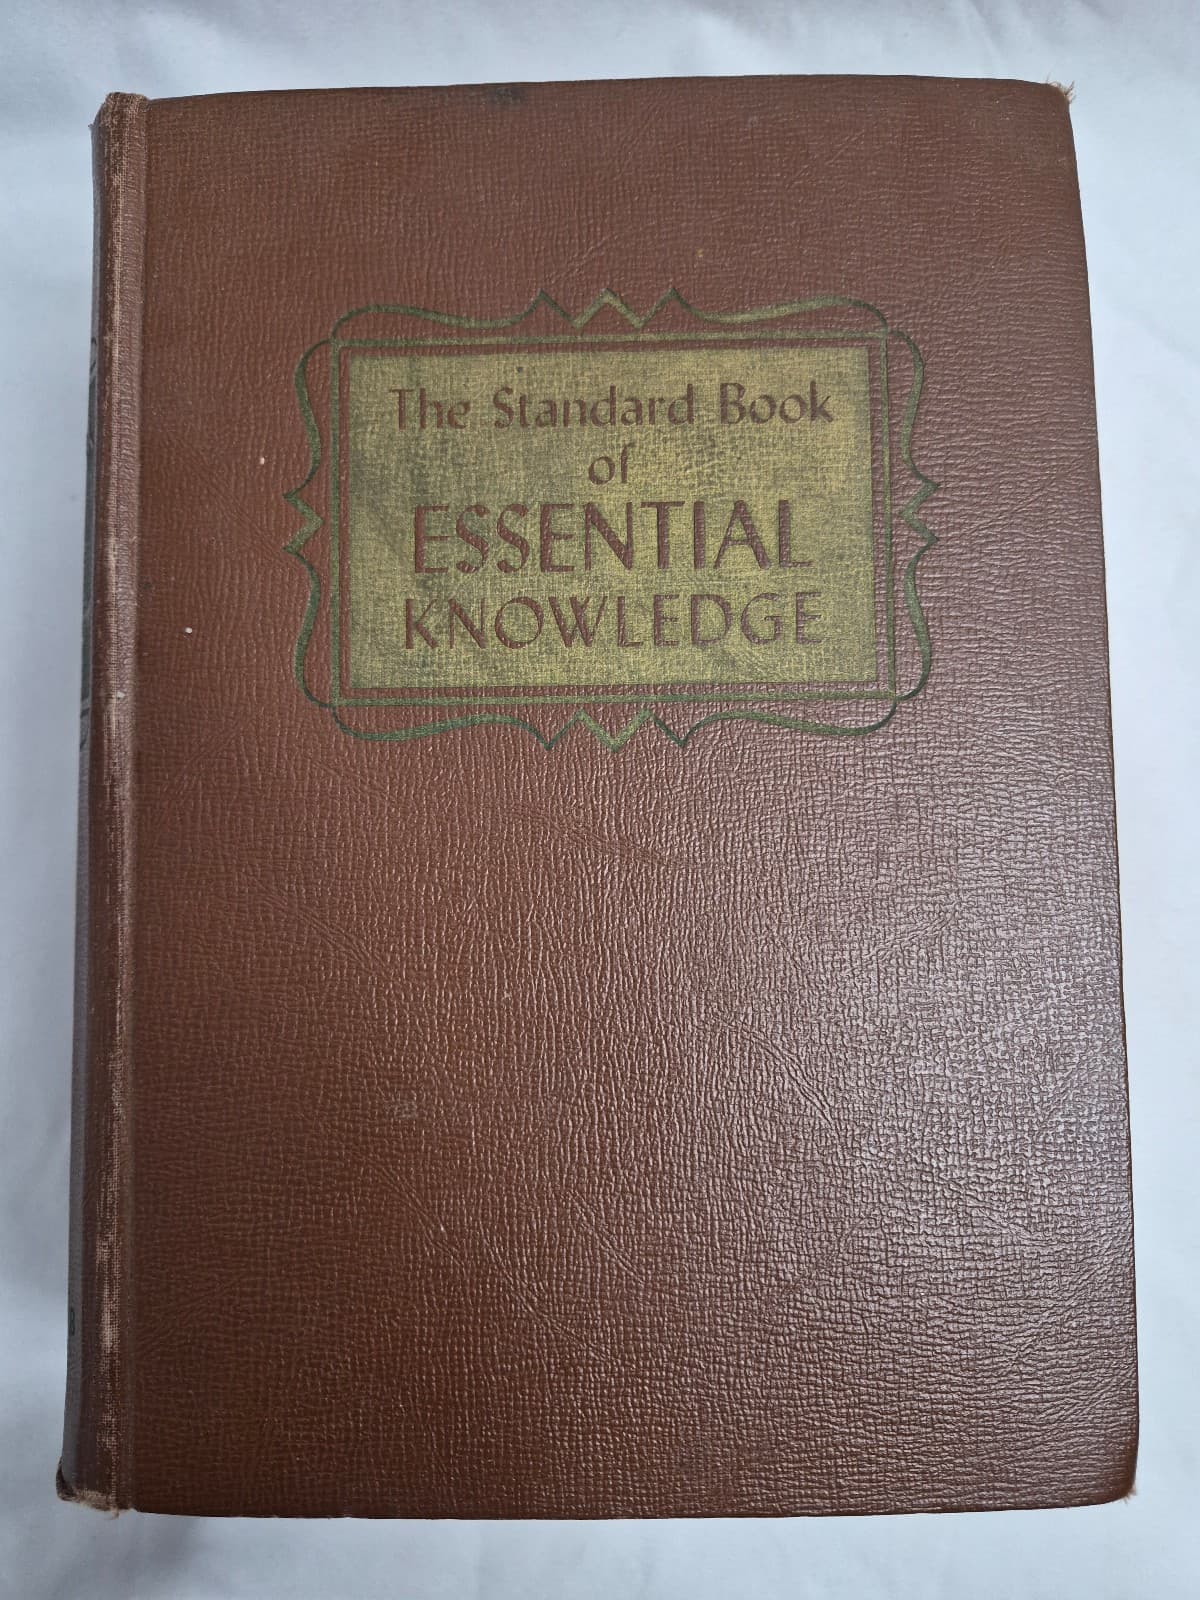 The Standard Book
of
ESSENTIAL
KNOWLEDGE